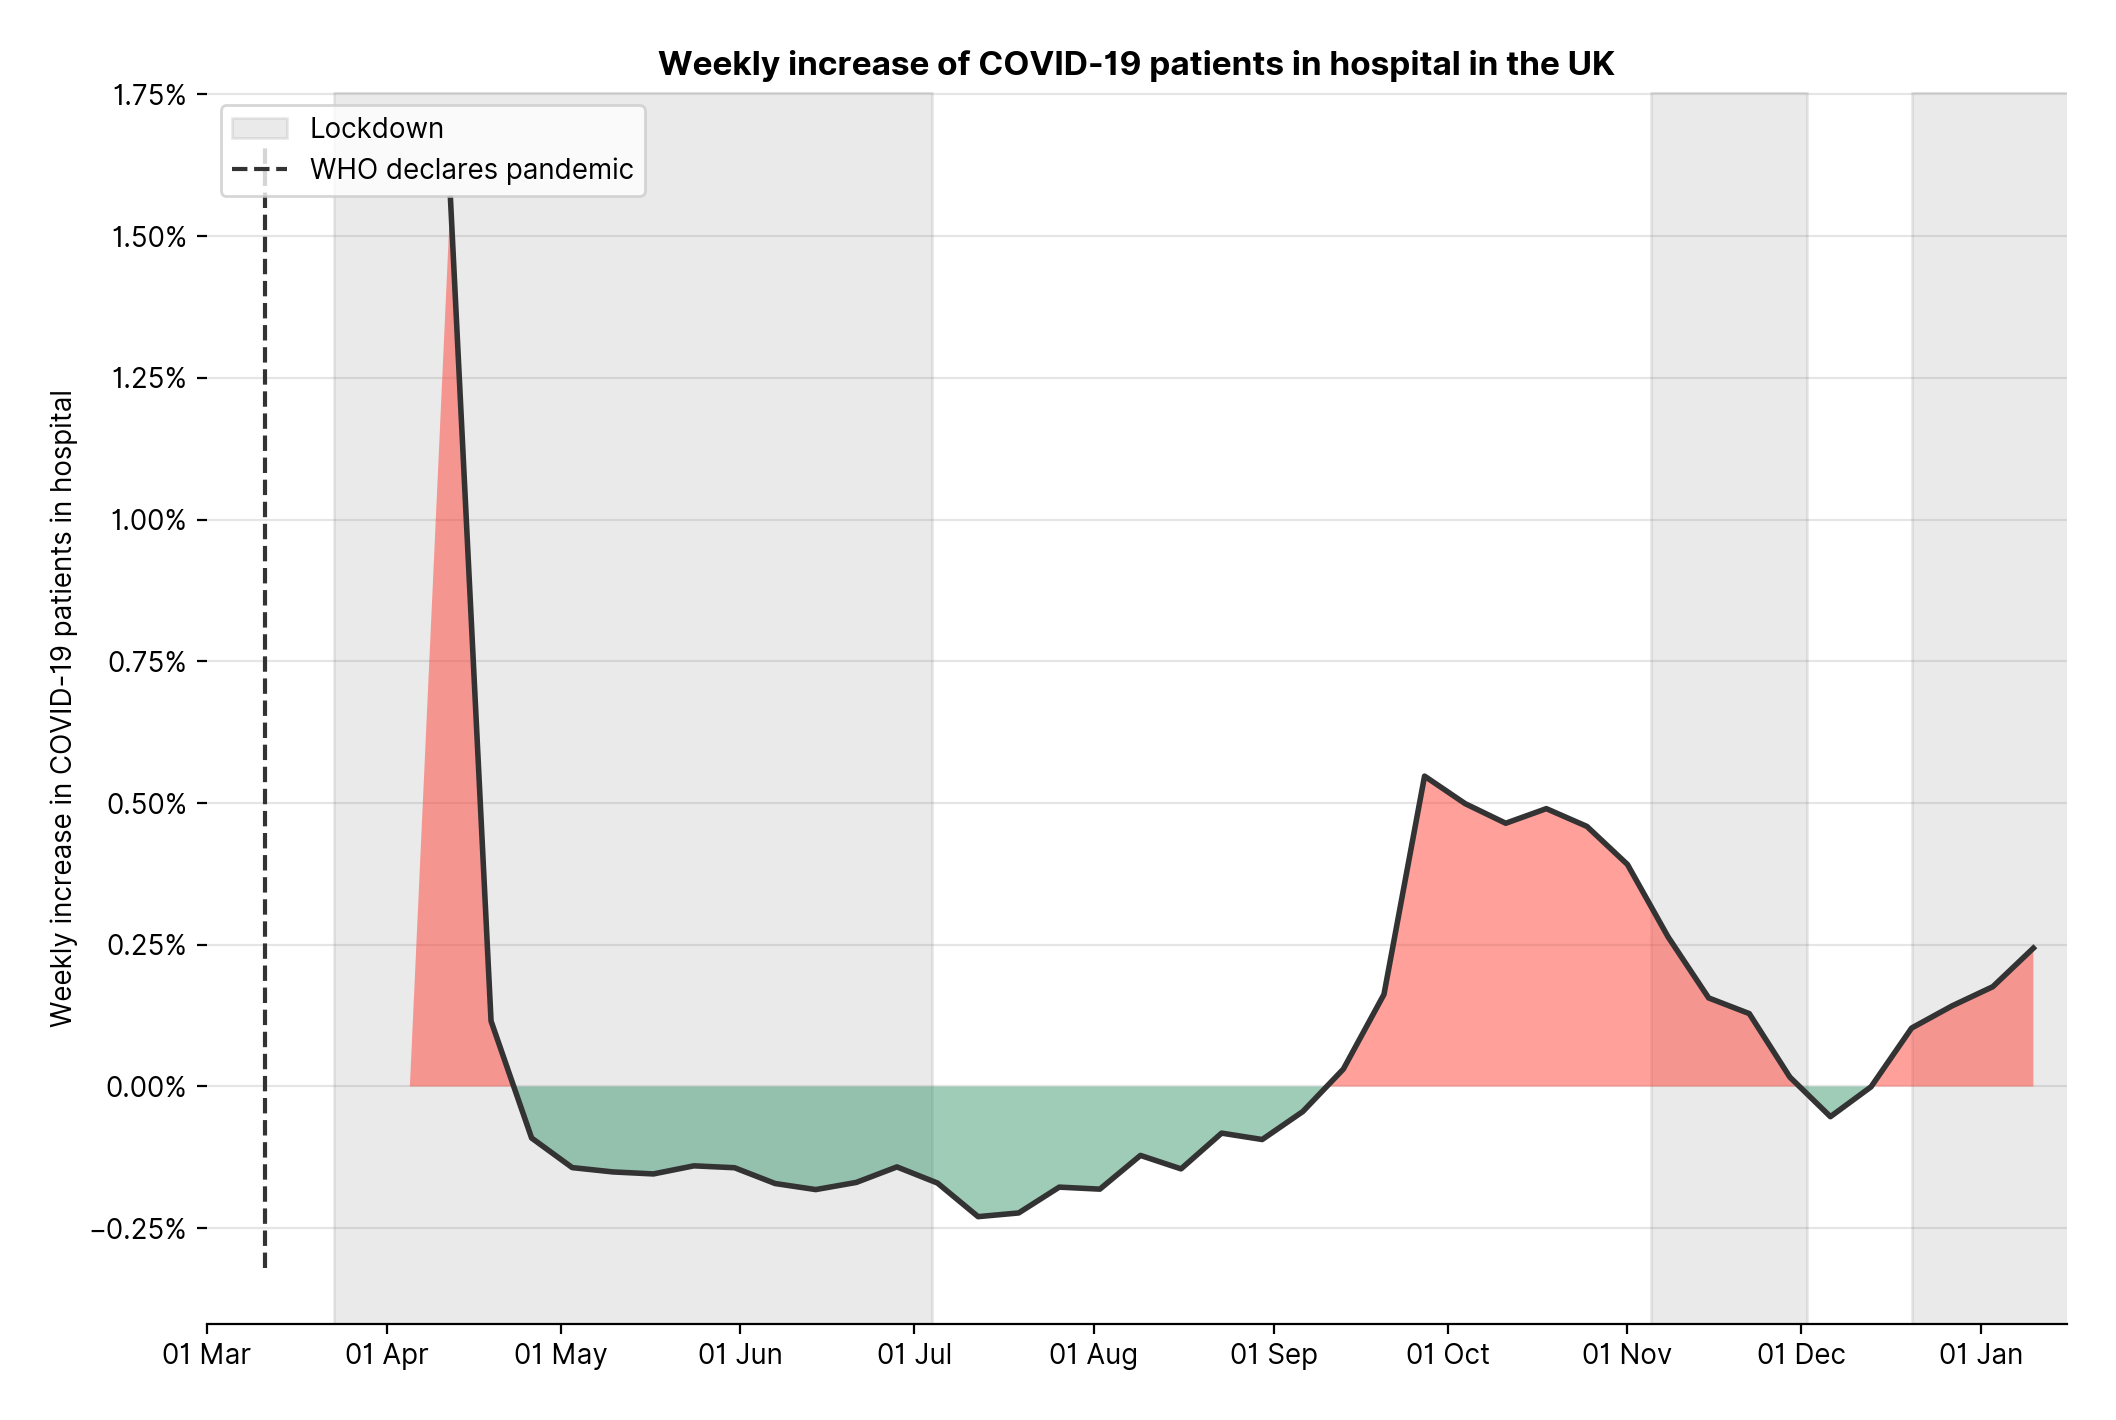 Weekly increase of COVID-19 patients in hospital in the UK
Weekly increase in COVID-19 patients in hospital
1.75%
1.50%
1.25%
1.00%
0.75%
0.50%
0.25%
0.00%
−0.25%
Lockdown
WHO declares pandemic
01 Mar
01 Apr
01 May
01 Jun
01 Jul
01 Aug
01 Sep
01 Oct
01 Nov
01 Dec
01 Jan